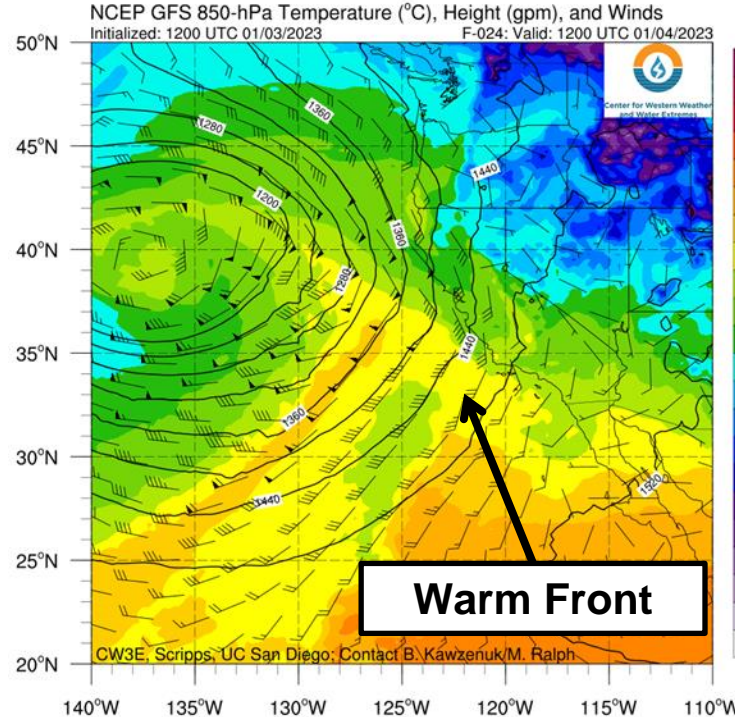 NCEP GFS 850-hPa Temperature (°C), Height (gpm), and Winds
Initialized: 1200 UTC 01/03/2023 F-024: Valid: 1200 UTC 01/04/2023
Center for Western Weather
and Water Extremes
50°N
45°N
40°N
35°N
30°N
25°N
20°N
1360
1280
1440
1200
1360
1280
1440
1360
1440
1520
Warm Front
CW3E, Scripps, UC San Diego; Contact B. Kawzenuk/M. Ralph
140°W 135°W 130°W 125°W 120°W 115°W 110°W